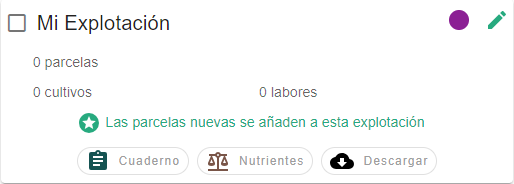 Mi Explotación
0 parcelas
0 cultivos 0 labores
Las parcelas nuevas se añaden a esta explotación
Cuaderno Nutrientes Descargar